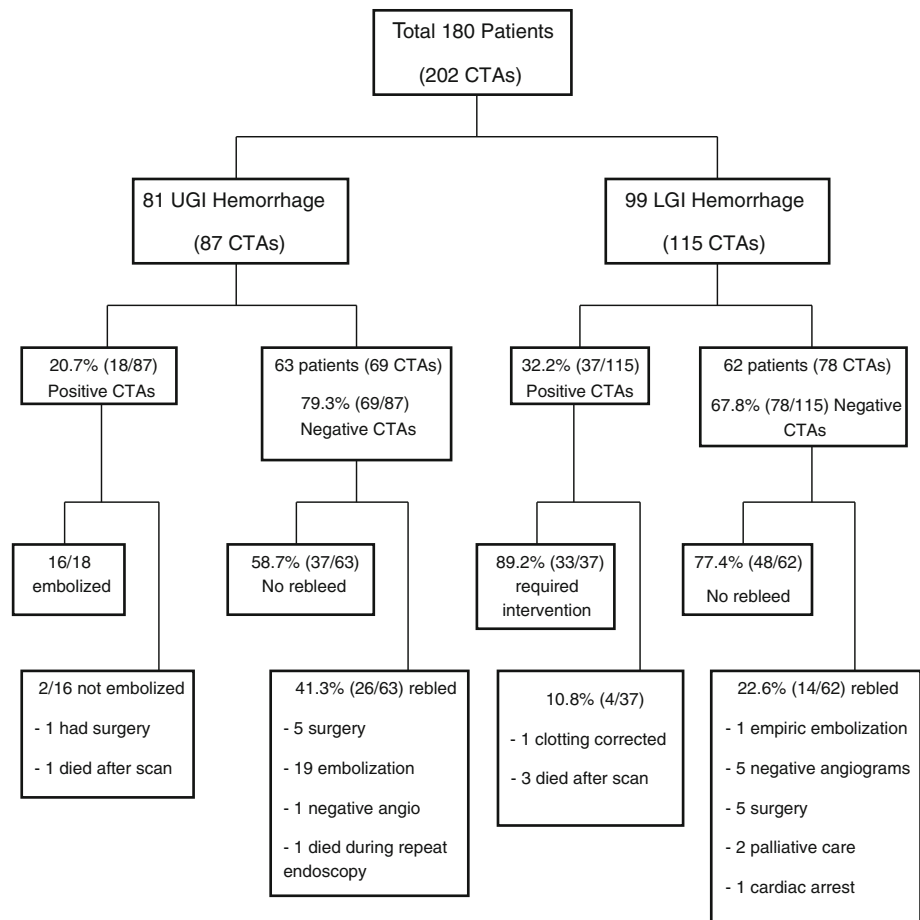 Total 180 Patients
(202 CTAs)
81 UGI Hemorrhage
(87 CTAs)
99 LGI Hemorrhage
(115 CTAs)
20.7% (18/87)
Positive CTAs
63 patients (69 CTAs)
79.3% (69/87)
Negative CTAs
32.2% (37/115)
Positive CTAs
62 patients (78 CTAs)
67.8% (78/115) Negative
CTAs
16/18
embolized
58.7% (37/63)
No rebleed
89.2% (33/37)
required
intervention
77.4% (48/62)
No rebleed
2/16 not embolized
- 1 had surgery
- 1 died after scan
41.3% (26/63) rebled
- 5 surgery
- 19 embolization
- 1 negative angio
- 1 died during repeat
endoscopy
10.8% (4/37)
- 1 clotting corrected
- 3 died after scan
22.6% (14/62) rebled
- 1 empiric embolization
- 5 negative angiograms
- 5 surgery
- 2 palliative care
- 1 cardiac arrest